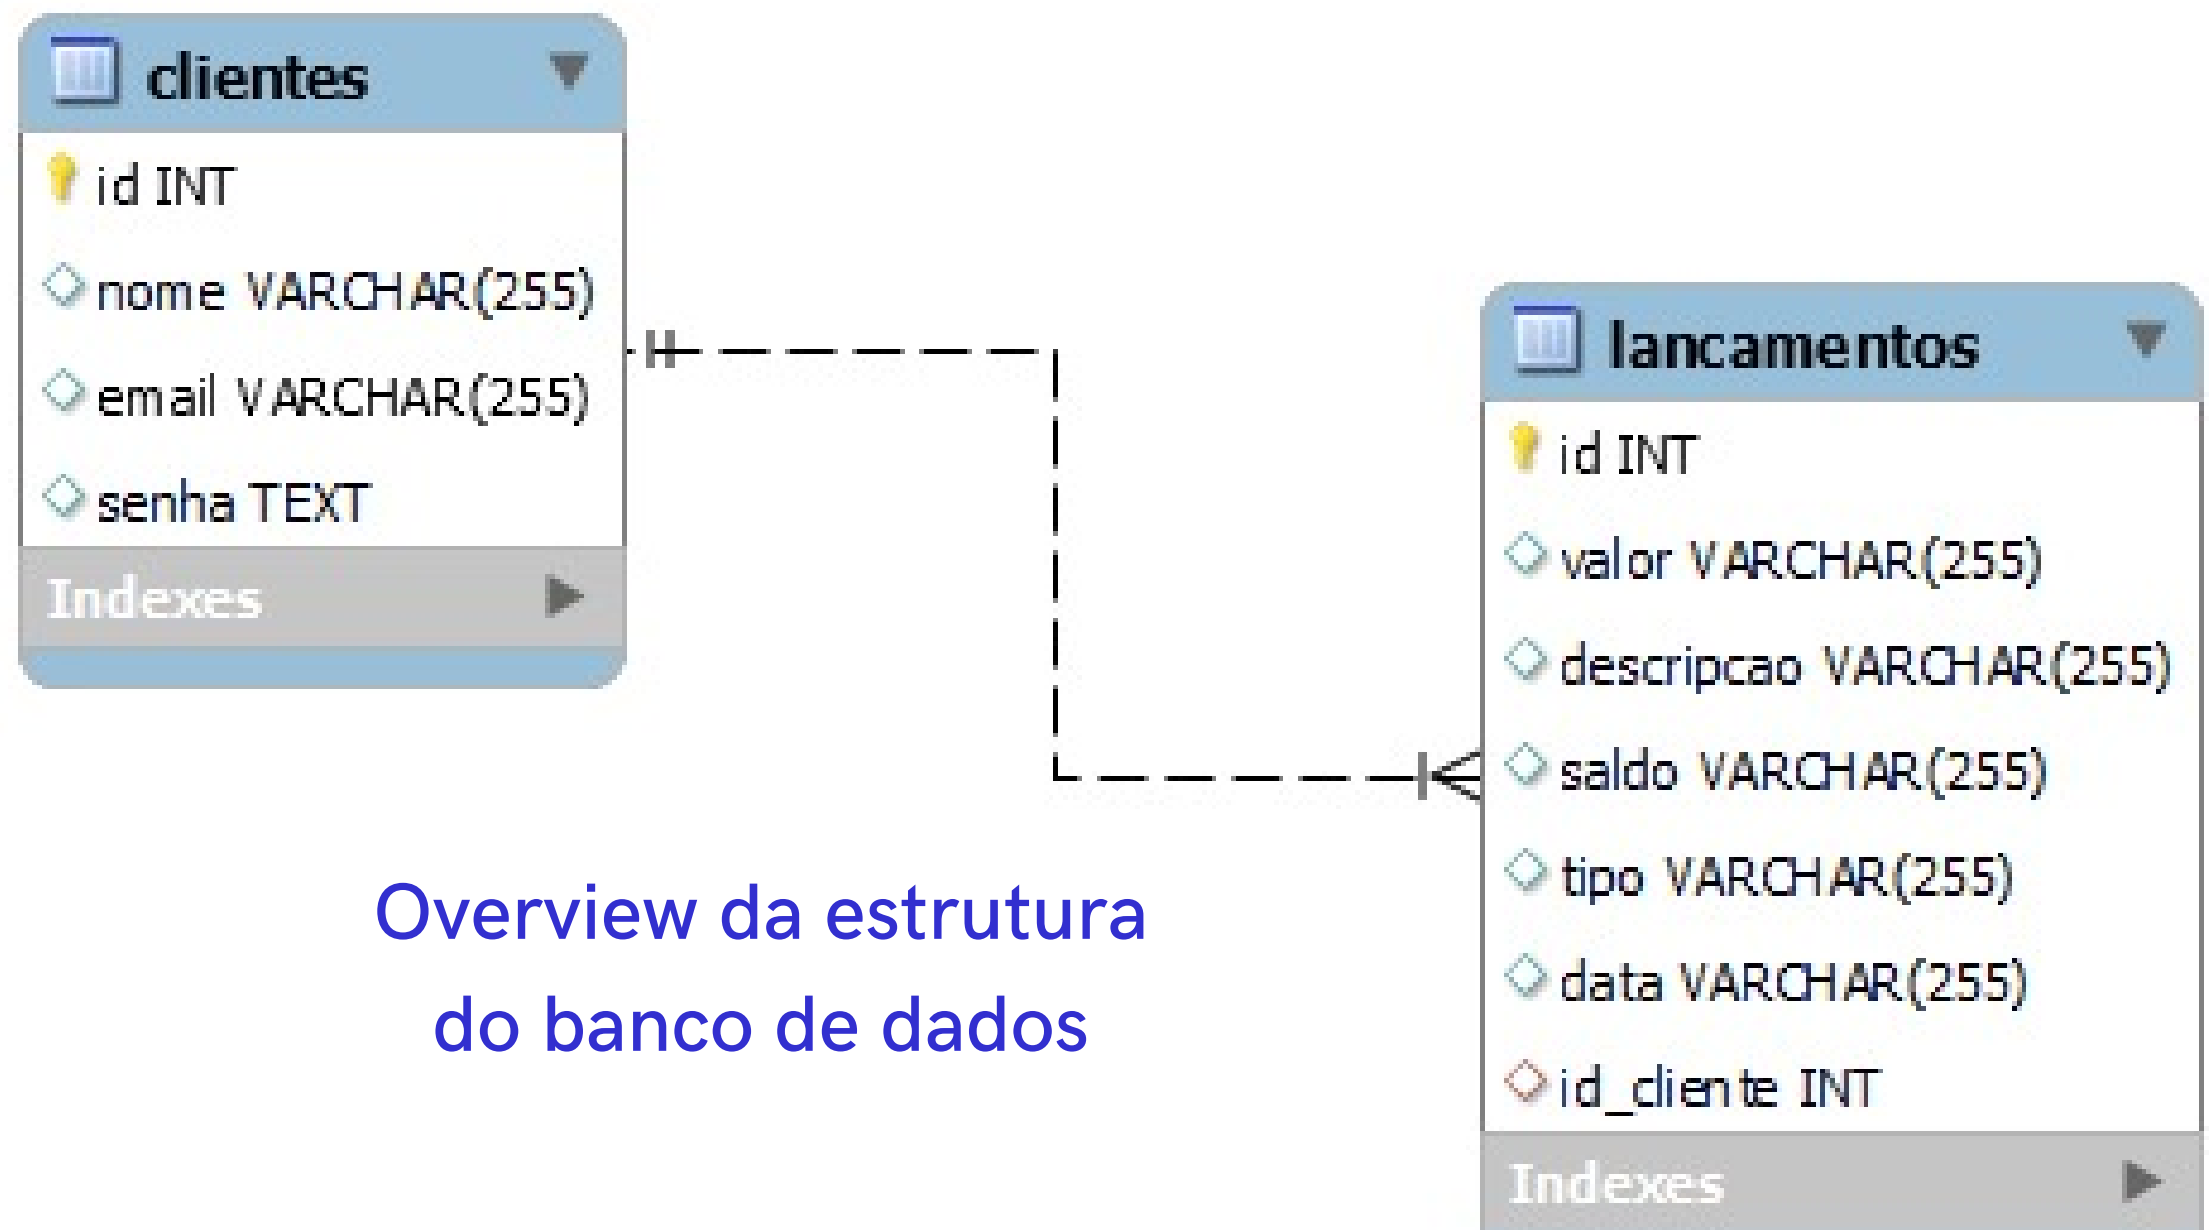 clientes
id INT
nome VARCHAR(255)
email VARCHAR(255)
senha TEXT
Indexes
lancamentos
id INT
valor VARCHAR(255)
descripcao VARCHAR(255)
saldo VARCHAR(255)
tipo VARCHAR(255)
data VARCHAR(255)
id_cliente INT
Indexes
Overview da estrutura
do banco de dados